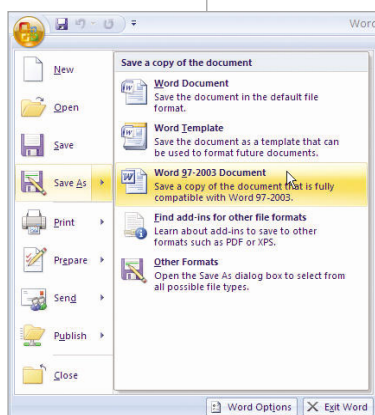 Word
New
Open
Save
Save As
Print
Prepare
Send
Publish
Close
Save a copy of the document
Word Document
Save the document in the default file
format.
Word Template
Save the document as a template that can
be used to format future documents.
Word 97-2003 Document
Save a copy of the document that is fully
compatible with Word 97-2003.
Find add-ins for other file formats
Learn about add-ins to save to other
formats such as PDF or XPS.
Other Formats
Open the Save As dialog box to select from
all possible file types.
Word Options
Exit Word